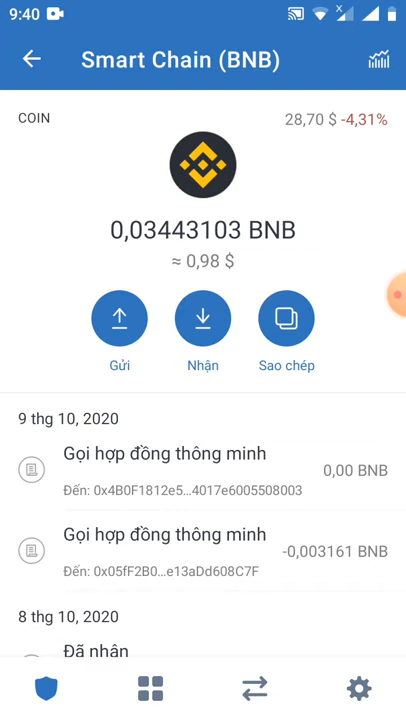 9:40
Smart Chain (BNB)
COIN
28,70 $ -4,31%
0,03443103 BNB
≈ 0,98 $
Gửi
Nhận
Sao chép
9 thg 10, 2020
Gọi hợp đồng thông minh
0,00 BNB
Đến: 0x4B0F1812e5...4017e6005508003
Gọi hợp đồng thông minh
-0,003161 BNB
Đến: 0x05fF2B0...e13aDd608C7F
8 thg 10, 2020
Đã nhận